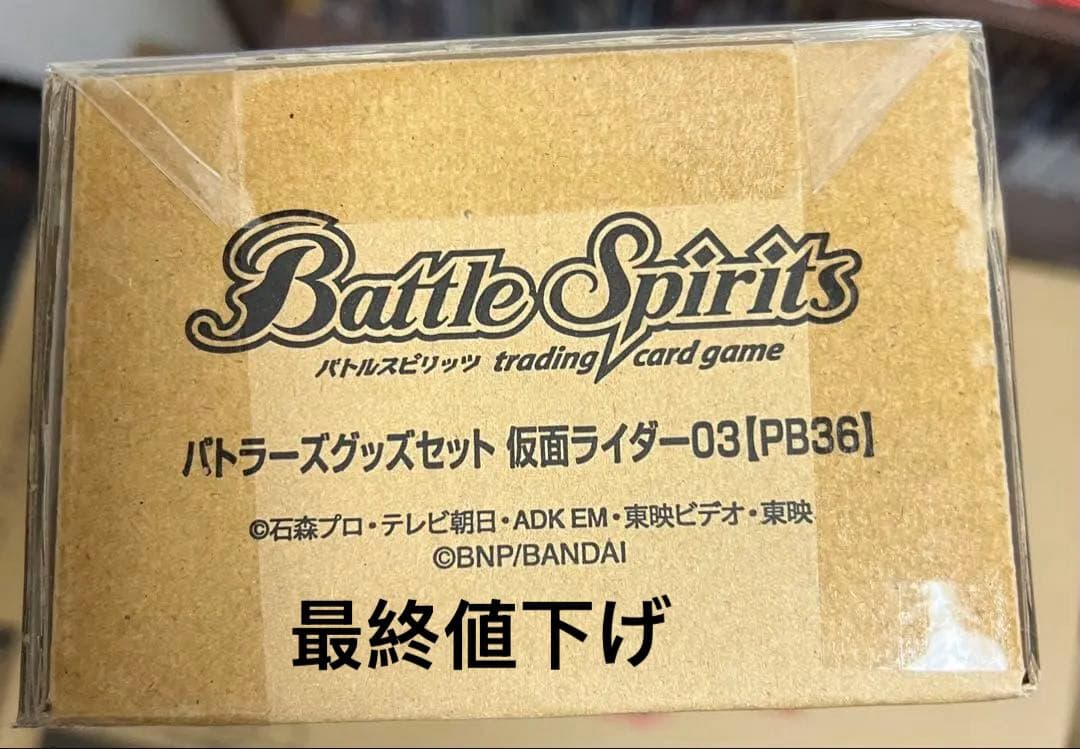 Battle Spirits
バトルスピリッツ trading card game
バトラーズグッズセット 仮面ライダー03【PB36】
©石森プロ・テレビ朝日・ADK EM・東映ビデオ・東映
©BNP/BANDAI
最終値下げ